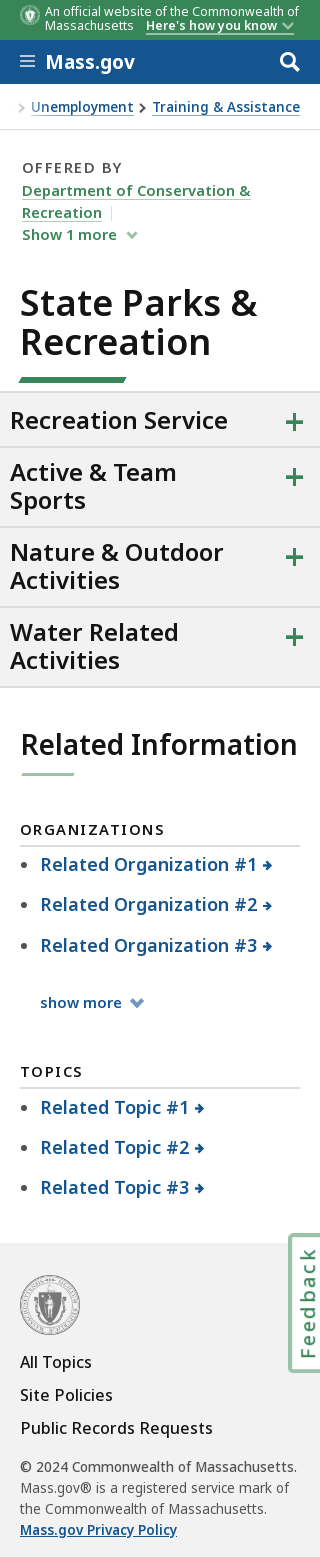 An official website of the Commonwealth of
Massachusetts Here's how you know
Mass.gov
Unemployment Training & Assistance
OFFERED BY
Department of Conservation &
Recreation
Show 1 more
State Parks &
Recreation
Recreation Service
Active & Team
Sports
Nature & Outdoor
Activities
Water Related
Activities
Related Information
ORGANIZATIONS
Related Organization #1
Related Organization #2
Related Organization #3
show more
TOPICS
Related Topic #1
Related Topic #2
Related Topic #3
Feedback
All Topics
Site Policies
Public Records Requests
© 2024 Commonwealth of Massachusetts.
Mass.gov® is a registered service mark of
the Commonwealth of Massachusetts.
Mass.gov Privacy Policy